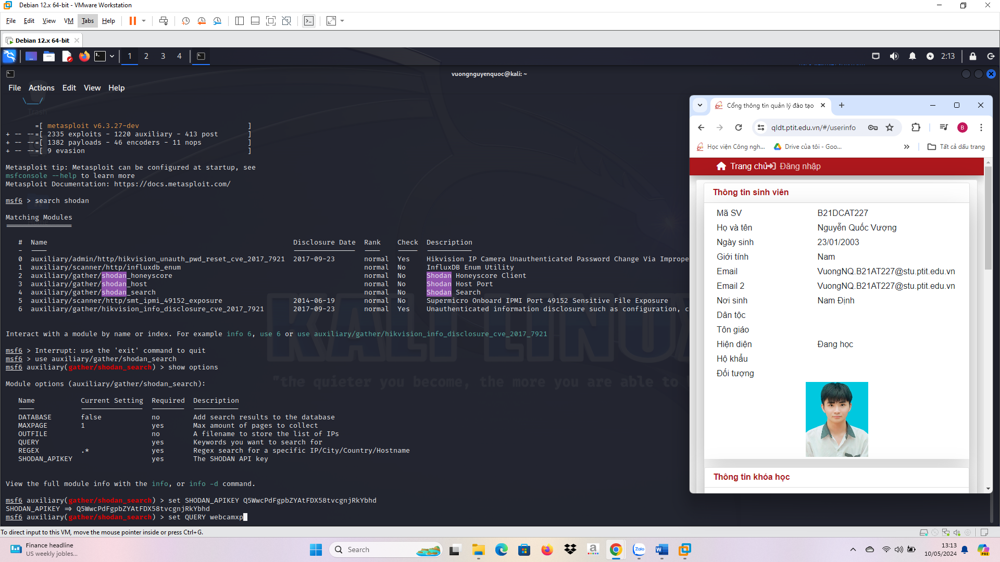 Debian 12.x 64-bit - VMware Workstation
File Edit View VM Tabs Help
Debian 12.x 64-bit
1 2 3 4
2:13
vuongnguyenquoc@kali: ~
File Actions Edit View Help
\___/
=[ metasploit v6.3.27-dev ]
+ -- --=[ 2335 exploits - 1220 auxiliary - 413 post ]
+ -- --=[ 1382 payloads - 46 encoders - 11 nops ]
+ -- --=[ 9 evasion ]
Metasploit tip: Metasploit can be configured at startup, see
msfconsole --help to learn more
Metasploit Documentation: https://docs.metasploit.com/
msf6 > search shodan
Matching Modules
================
# Name Disclosure Date Rank Check Description
- ---- --------------- ---- ----- -----------
0 auxiliary/admin/http/hikvision_unauth_pwd_reset_cve_2017_7921 2017-09-23 normal Yes Hikvision IP Camera Unauthenticated Password Change Via Imprope
1 auxiliary/scanner/http/influxdb_enum normal No InfluxDB Enum Utility
2 auxiliary/gather/shodan_honeyscore normal No Shodan Honeyscore Client
3 auxiliary/gather/shodan_host normal No Shodan Host Port
4 auxiliary/gather/shodan_search normal No Shodan Search
5 auxiliary/scanner/http/smt_ipmi_49152_exposure 2014-06-19 normal No Supermicro Onboard IPMI Port 49152 Sensitive File Exposure
6 auxiliary/gather/hikvision_info_disclosure_cve_2017_7921 2017-09-23 normal Yes Unauthenticated information disclosure such as configuration, c
Interact with a module by name or index. For example info 6, use 6 or use auxiliary/gather/hikvision_info_disclosure_cve_2017_7921
msf6 > Interrupt: use the 'exit' command to quit
msf6 > use auxiliary/gather/shodan_search
msf6 auxiliary(gather/shodan_search) > show options
Module options (auxiliary/gather/shodan_search):
Name Current Setting Required Description
---- --------------- -------- -----------
DATABASE false no Add search results to the database
MAXPAGE 1 yes Max amount of pages to collect
OUTFILE no A filename to store the list of IPs
QUERY yes Keywords you want to search for
REGEX .* yes Regex search for a specific IP/City/Country/Hostname
SHODAN_APIKEY yes The SHODAN API key
View the full module info with the info, or info -d command.
msf6 auxiliary(gather/shodan_search) > set SHODAN_APIKEY Q5WwcPdFgpbZYAtFDX58tvcgnjRkYbhd
SHODAN_APIKEY => Q5WwcPdFgpbZYAtFDX58tvcgnjRkYbhd
msf6 auxiliary(gather/shodan_search) > set QUERY webcamxp
Trash
KALI LINUX
"the quieter you become, the more you are able to
Cổng thông tin quản lý đào tạo
qldt.ptit.edu.vn/#/userinfo
B
Học viện Công ngh...
Drive của tôi - Goo...
Tất cả dấu trang
Trang chủ Đăng nhập
Thông tin sinh viên
Mã SV B21DCAT227
Họ và tên Nguyễn Quốc Vượng
Ngày sinh 23/01/2003
Giới tính Nam
Email VuongNQ.B21AT227@stu.ptit.edu.vn
Email 2 VuongNQ.B21AT227@stu.ptit.edu.vn
Nơi sinh Nam Định
Dân tộc
Tôn giáo
Hiện diện Đang học
Hộ khẩu
Đối tượng
Thông tin khóa học
To direct input to this VM, move the mouse pointer inside or press Ctrl+G.
Finance headline
US weekly jobles...
Search
Zalo
13:13
10/05/2024
PRE